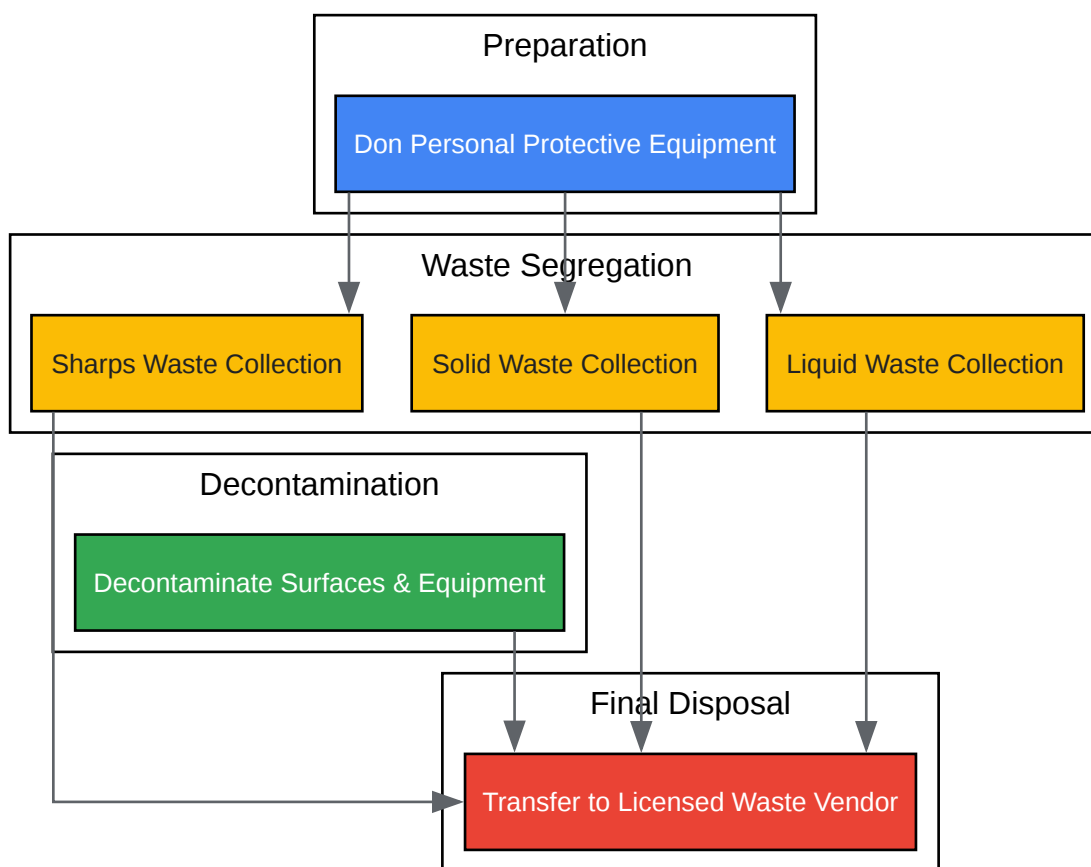 Preparation
Don Personal Protective Equipment
Waste Segregation
Sharps Waste Collection
Solid Waste Collection
Liquid Waste Collection
Decontamination
Decontaminate Surfaces & Equipment
Final Disposal
Transfer to Licensed Waste Vendor